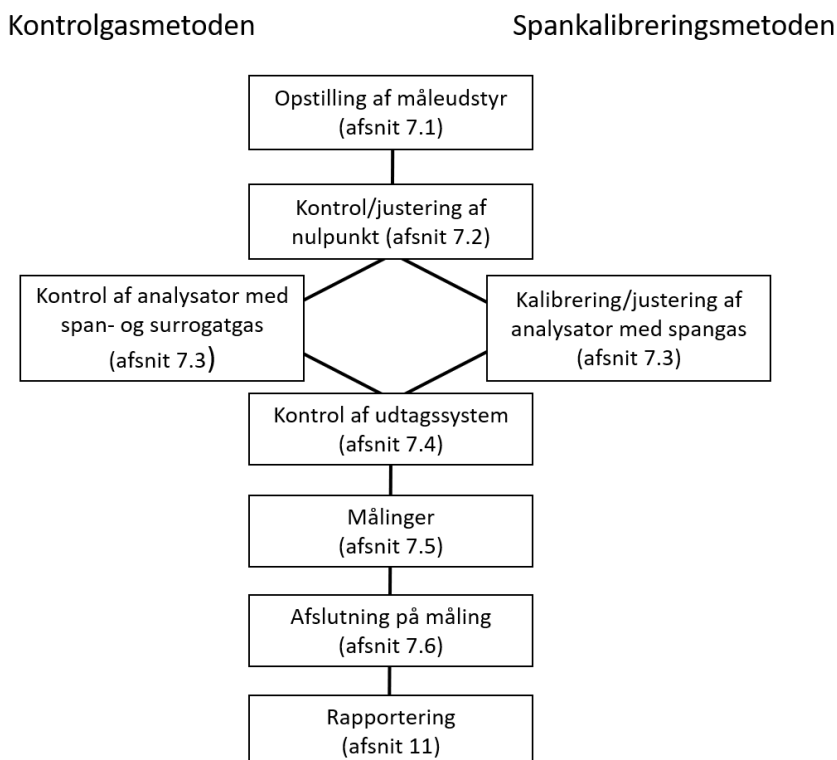 Kontrolgasmetoden
Spankalibreringsmetoden
Opstilling af måleudstyr
(afsnit 7.1)
Kontrol/justering af
nulpunkt (afsnit 7.2)
Kontrol af analysator med
span- og surrogatgas
(afsnit 7.3)
Kalibrering/justering af
analysator med spangas
(afsnit 7.3)
Kontrol af udtagssystem
(afsnit 7.4)
Målinger
(afsnit 7.5)
Afslutning på måling
(afsnit 7.6)
Rapportering
(afsnit 11)